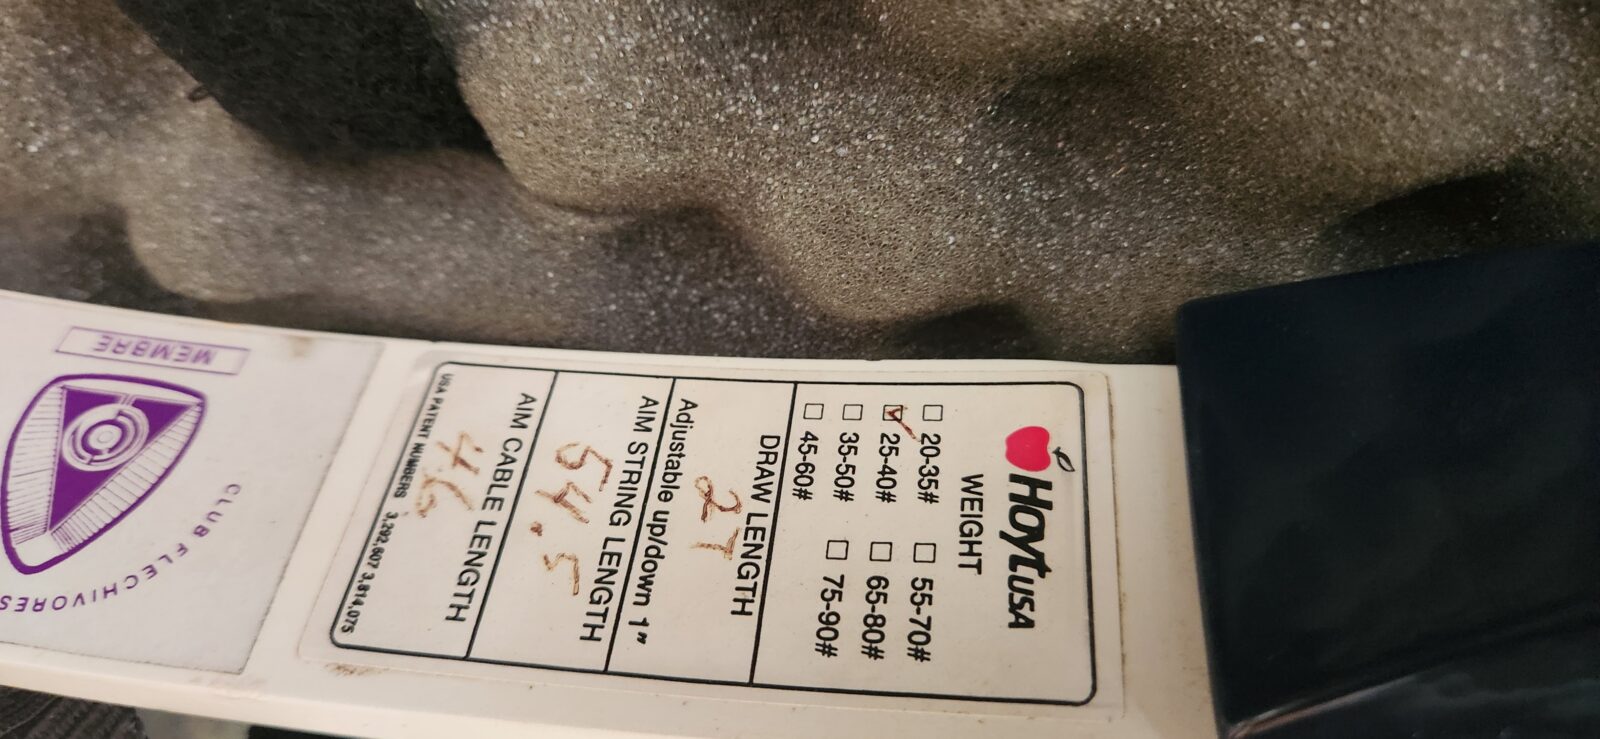 HOYT USA
WEIGHT
☐ 20-35# ☐ 55-70#
☑ 25-40# ☐ 65-80#
☐ 35-50# ☐ 75-90#
☐ 45-60#
DRAW LENGTH
27
Adjustable up/down 1"
AIM STRING LENGTH
54.5
AIM CABLE LENGTH
46
USA PATENT NUMBERS 3,292,607 3,814,075
MEMBRE
CLUB FLECHIVORES